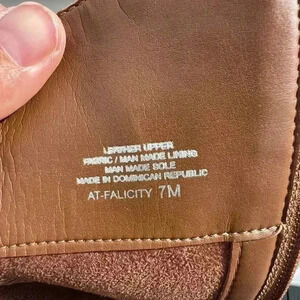 LEATHER UPPER
FABRIC / MAN MADE LINING
MAN MADE SOLE
MADE IN DOMINICAN REPUBLIC
AT-FALICITY 7M